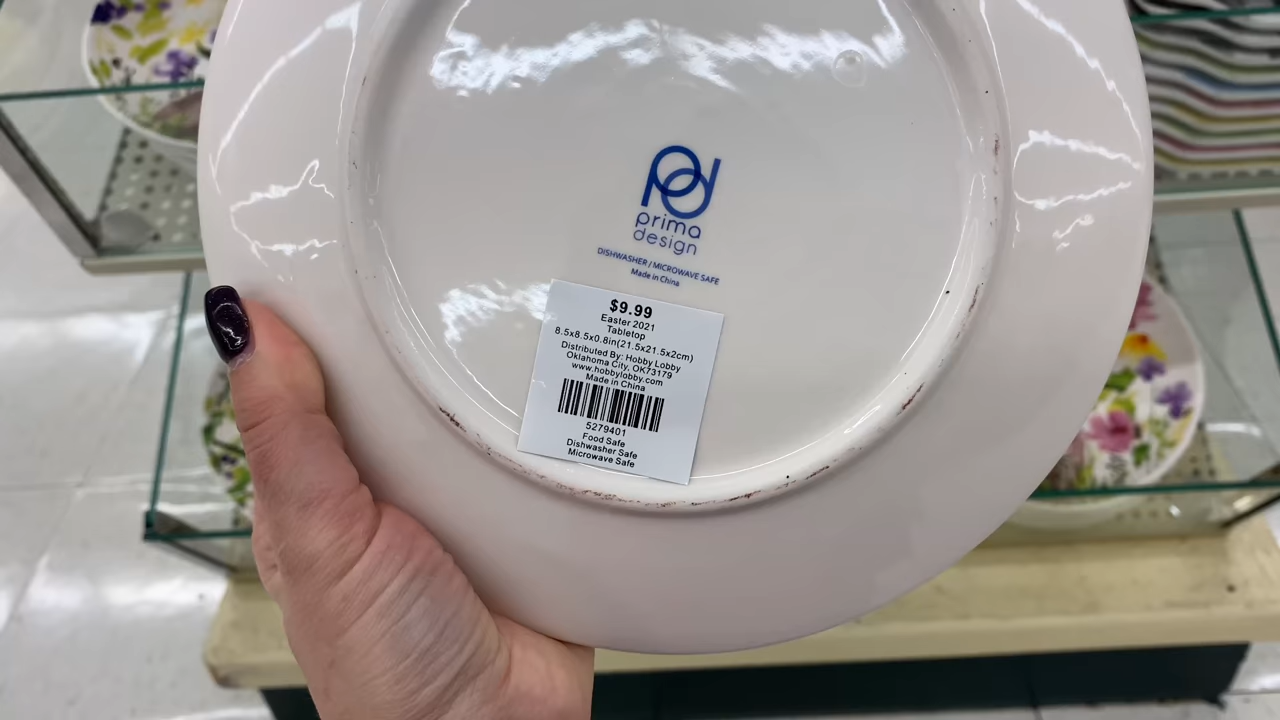 pd
prima
design
DISHWASHER / MICROWAVE SAFE
Made in China
$9.99
Easter 2021
Tabletop
8.5x8.5x0.8in(21.5x21.5x2cm)
Distributed By: Hobby Lobby
Oklahoma City, OK73179
www.hobbylobby.com
Made in China
5279401
Food Safe
Dishwasher Safe
Microwave Safe